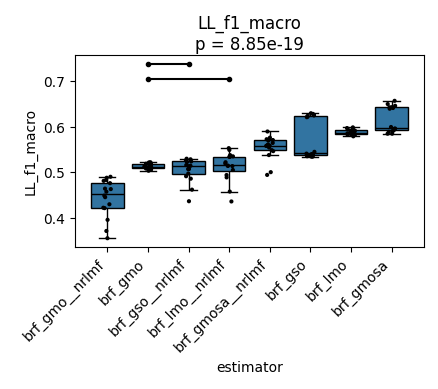 LL_f1_macro
p = 8.85e-19
LL_f1_macro
0.7
0.6
0.5
0.4
brf_gmo__nrlmf
brf_gmo
brf_gso__nrlmf
brf_lmo__nrlmf
brf_gmosa__nrlmf
brf_gso
brf_lmo
brf_gmosa
estimator